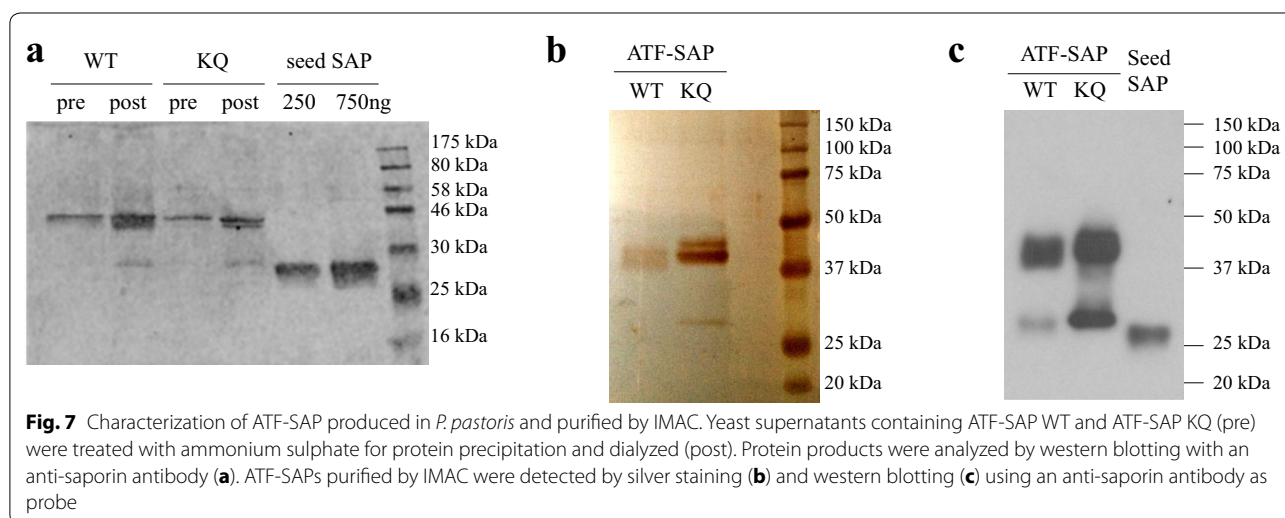 a
WT KQ seed SAP
pre post pre post 250 750ng
175 kDa
80 kDa
58 kDa
46 kDa
30 kDa
25 kDa
16 kDa
b
ATF-SAP
WT KQ
150 kDa
100 kDa
75 kDa
50 kDa
37 kDa
25 kDa
20 kDa
c
ATF-SAP Seed
WT KQ SAP
150 kDa
100 kDa
75 kDa
50 kDa
37 kDa
25 kDa
20 kDa
Fig. 7 Characterization of ATF-SAP produced in P. pastoris and purified by IMAC. Yeast supernatants containing ATF-SAP WT and ATF-SAP KQ (pre)
were treated with ammonium sulphate for protein precipitation and dialyzed (post). Protein products were analyzed by western blotting with an
anti-saporin antibody (a). ATF-SAPs purified by IMAC were detected by silver staining (b) and western blotting (c) using an anti-saporin antibody as
probe